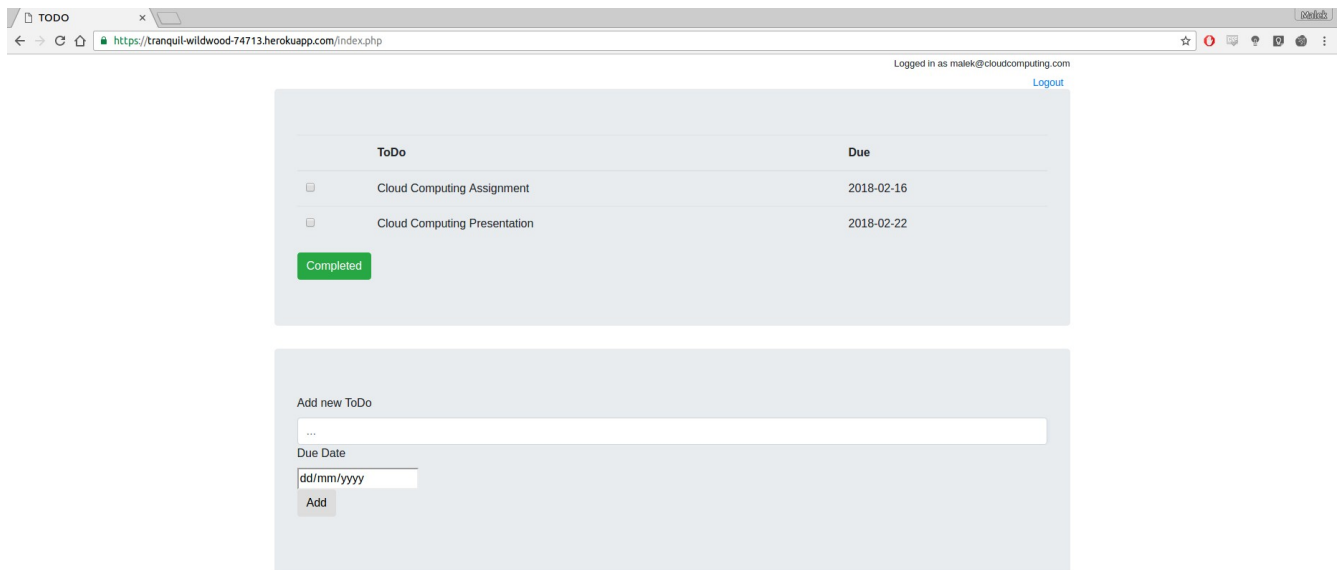 TODO
Malek
https://tranquil-wildwood-74713.herokuapp.com/index.php
Logged in as malek@cloudcomputing.com
Logout
ToDo Due
Cloud Computing Assignment 2018-02-16
Cloud Computing Presentation 2018-02-22
Completed
Add new ToDo
...
Due Date
dd/mm/yyyy
Add